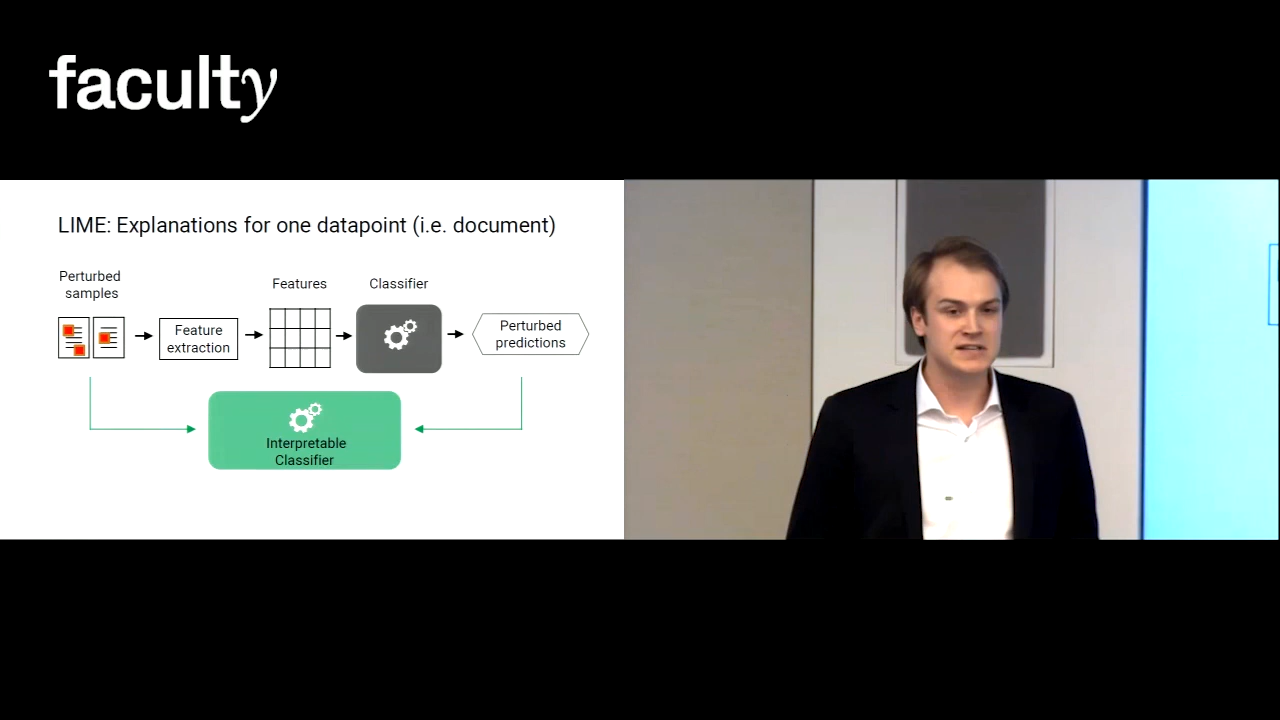 faculty
LIME: Explanations for one datapoint (i.e. document)
Perturbed
samples
Feature
extraction
Features
Classifier
Perturbed
predictions
Interpretable
Classifier